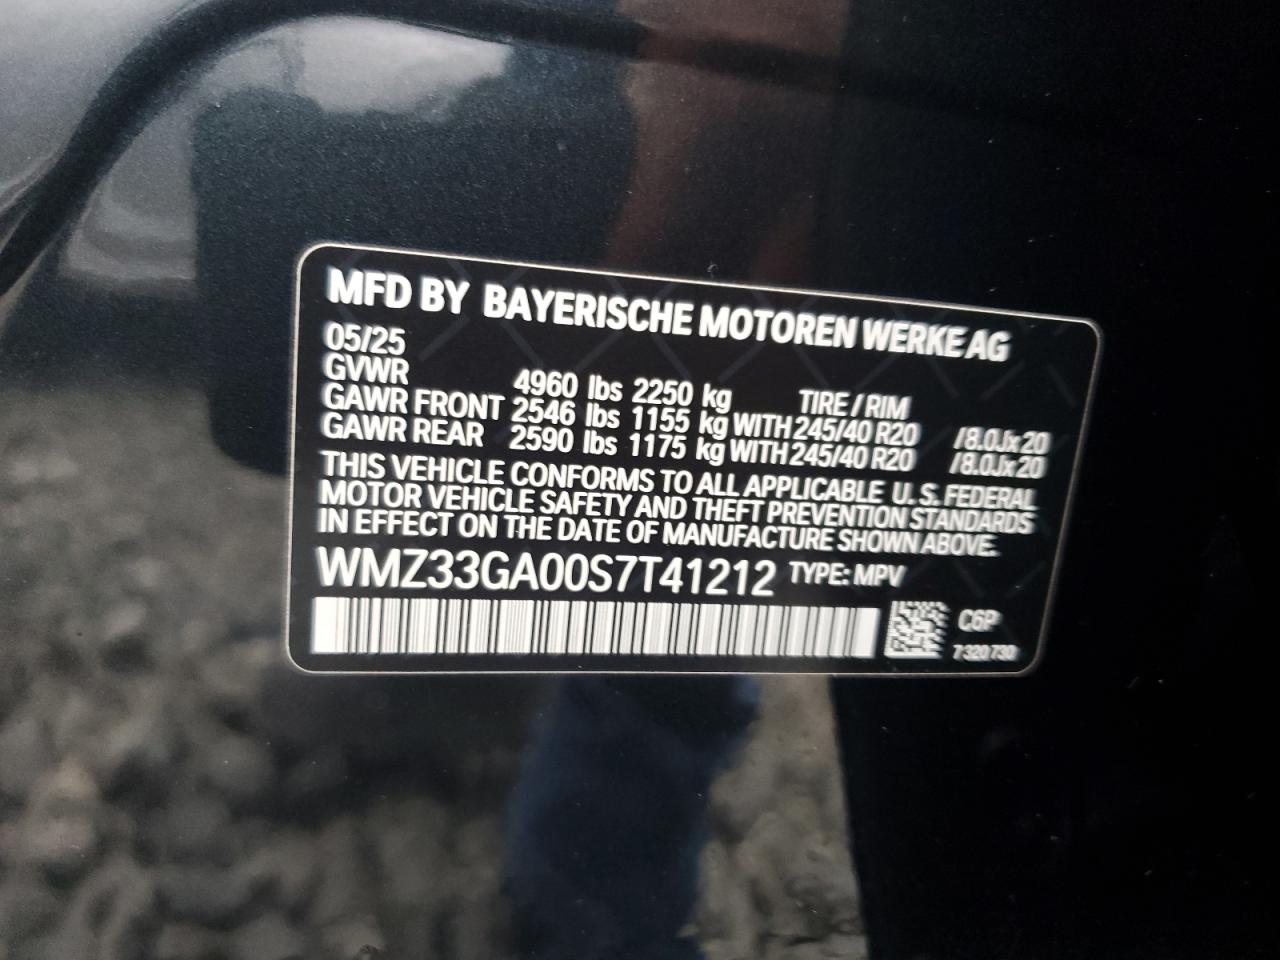 MFD BY BAYERISCHE MOTOREN WERKE AG
05/25
GVWR 4960 lbs 2250 kg TIRE / RIM
GAWR FRONT 2546 lbs 1155 kg WITH 245/40 R20 /8.0Jx20
GAWR REAR 2590 lbs 1175 kg WITH 245/40 R20 /8.0Jx20
THIS VEHICLE CONFORMS TO ALL APPLICABLE U.S. FEDERAL
MOTOR VEHICLE SAFETY AND THEFT PREVENTION STANDARDS
IN EFFECT ON THE DATE OF MANUFACTURE SHOWN ABOVE.
WMZ33GA00S7T41212 TYPE: MPV
C6P
7 320 730